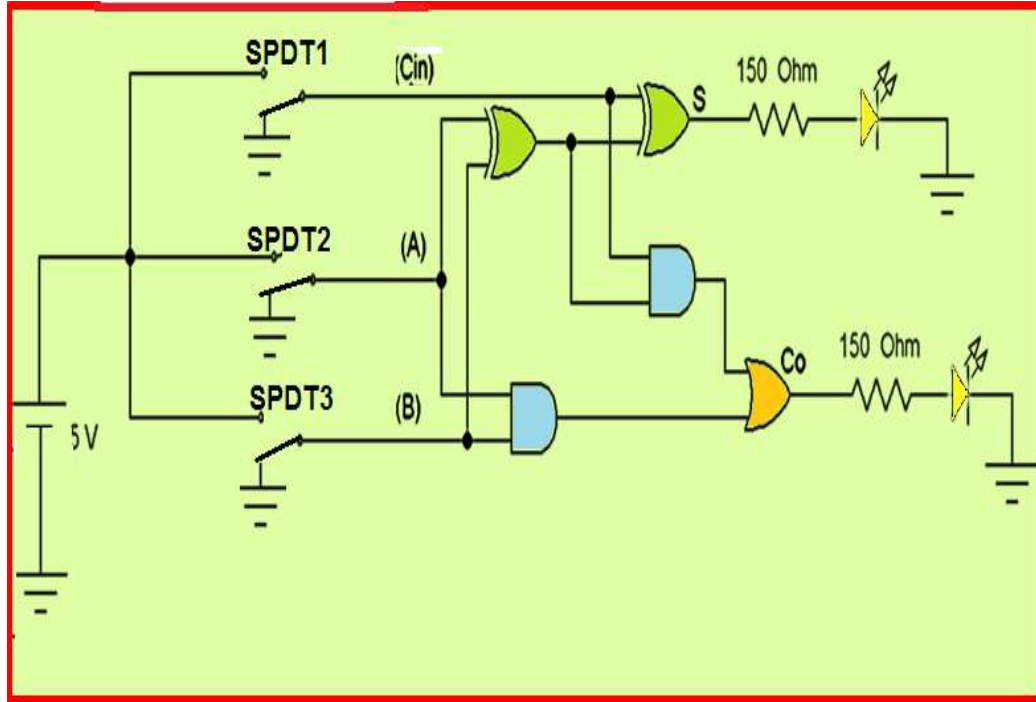 SPDT1
(Cin)
150 Ohm
S
SPDT2
(A)
150 Ohm
Co
SPDT3
(B)
5 V